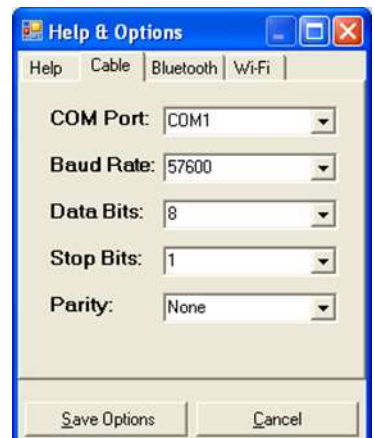 Help & Options
Help Cable Bluetooth Wi-Fi
COM Port: COM1
Baud Rate: 57600
Data Bits: 8
Stop Bits: 1
Parity: None
Save Options Cancel